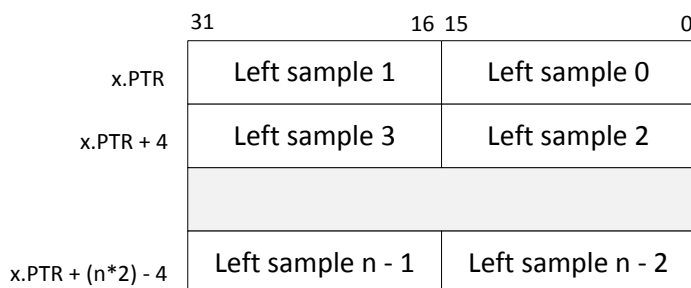 31 16 15 0
x.PTR Left sample 1 Left sample 0
x.PTR + 4 Left sample 3 Left sample 2
x.PTR + (n*2) - 4 Left sample n - 1 Left sample n - 2